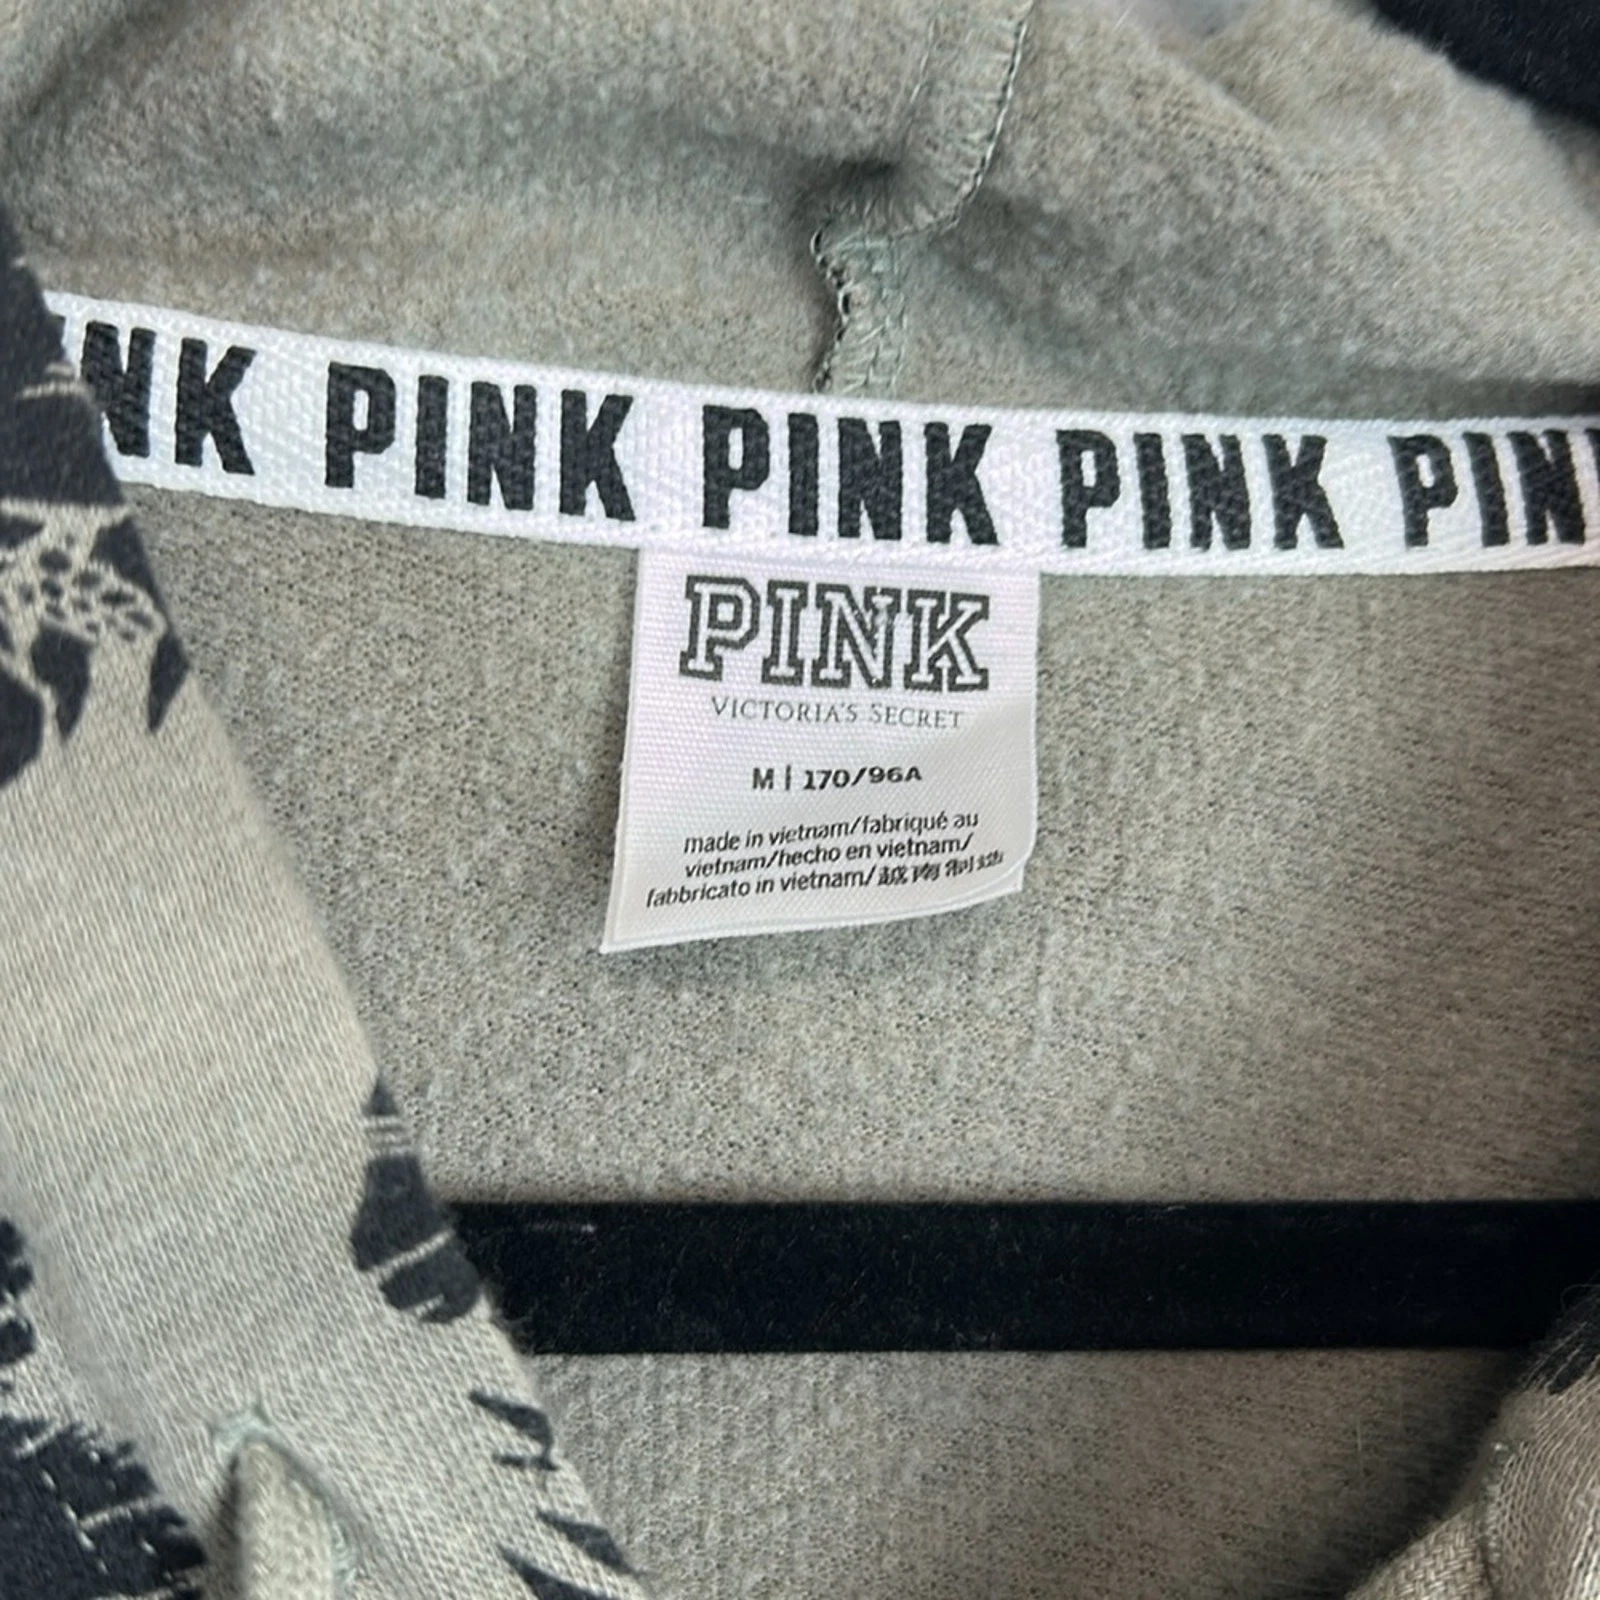 NK PINK PINK PINK PIN
PINK
VICTORIA'S SECRET
M | 170/96A
made in vietnam/fabriqué au
vietnam/hecho en vietnam/
fabbricato in vietnam/越南制造